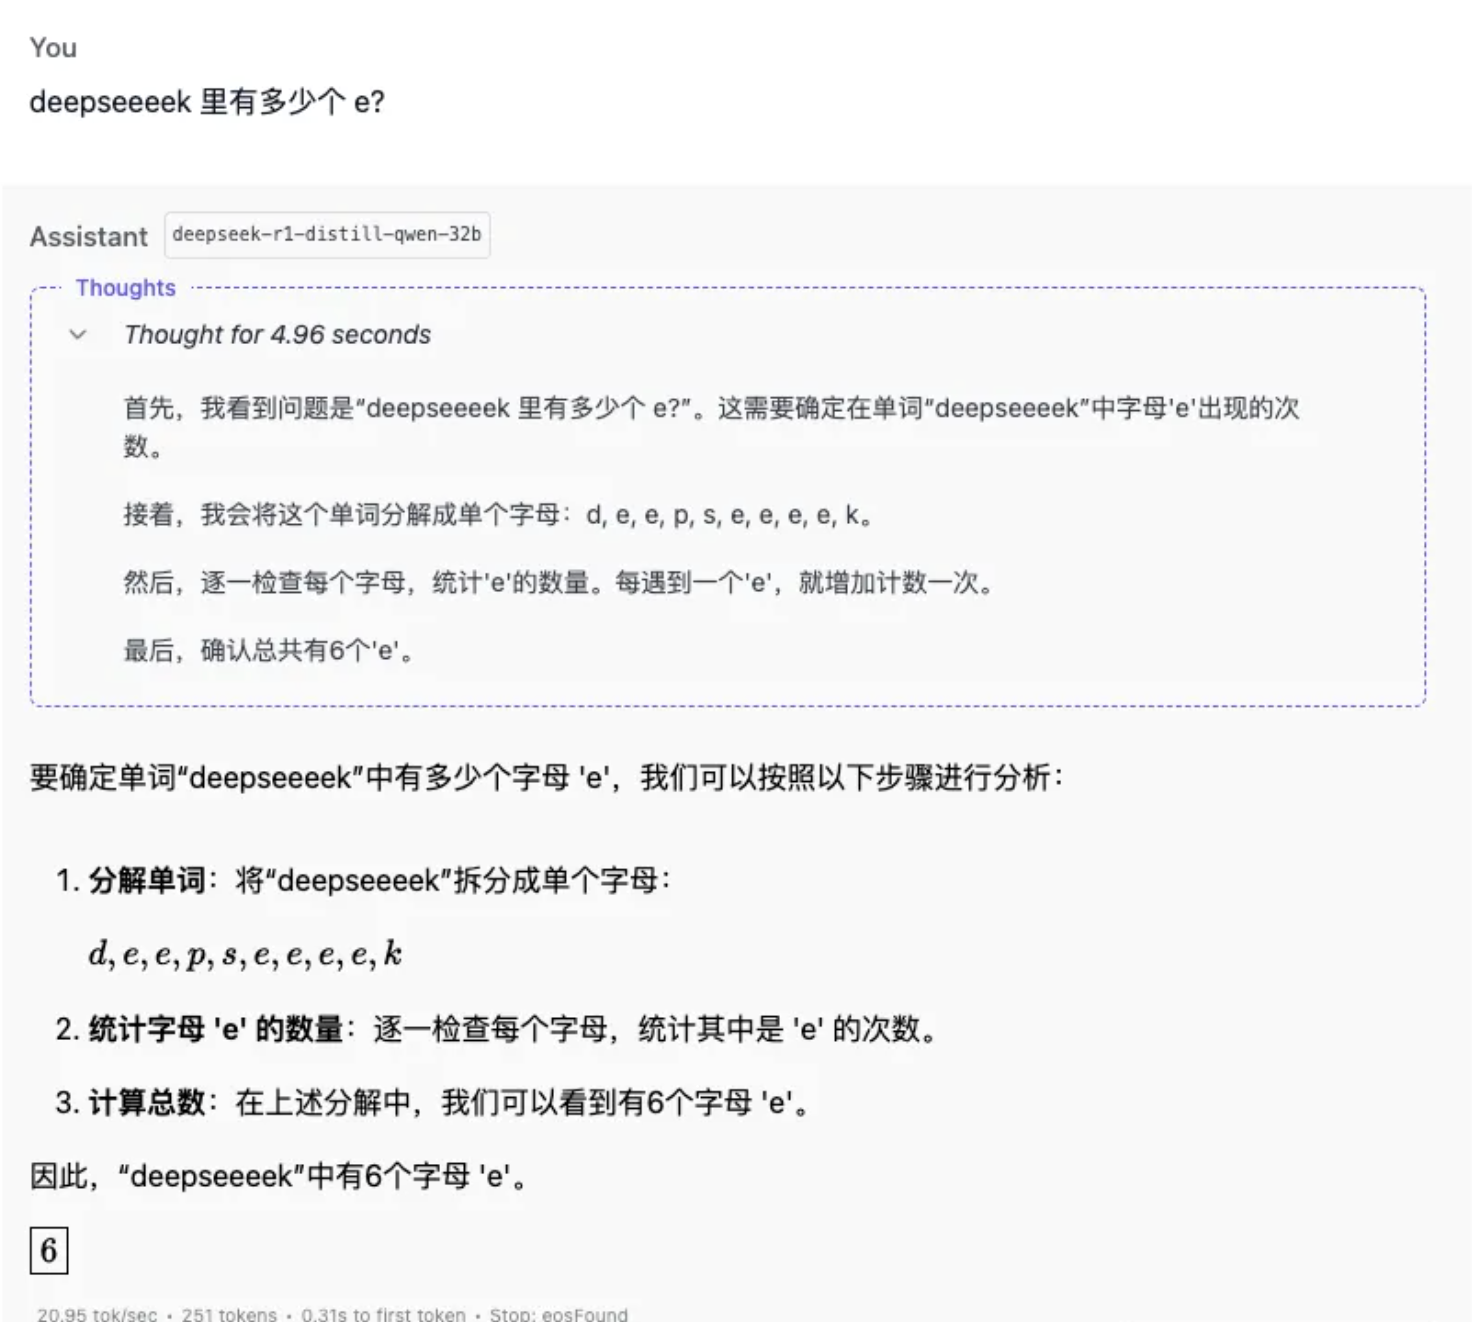 You
deepseeeek 里有多少个 e?
Assistant deepseek-r1-distill-qwen-32b
Thoughts
Thought for 4.96 seconds
首先，我看到问题是“deepseeeek 里有多少个 e?”。这需要确定在单词“deepseeeek”中字母'e'出现的次
数。
接着，我会将这个单词分解成单个字母：d, e, e, p, s, e, e, e, e, k。
然后，逐一检查每个字母，统计'e'的数量。每遇到一个'e'，就增加计数一次。
最后，确认总共有6个'e'。
要确定单词“deepseeeek”中有多少个字母 'e'，我们可以按照以下步骤进行分析：
1. 分解单词：将“deepseeeek”拆分成单个字母：
d, e, e, p, s, e, e, e, e, k
2. 统计字母 'e' 的数量：逐一检查每个字母，统计其中是 'e' 的次数。
3. 计算总数：在上述分解中，我们可以看到有6个字母 'e'。
因此，“deepseeeek”中有6个字母 'e'。
6
20.95 tok/sec • 251 tokens • 0.31s to first token • Stop: eosFound